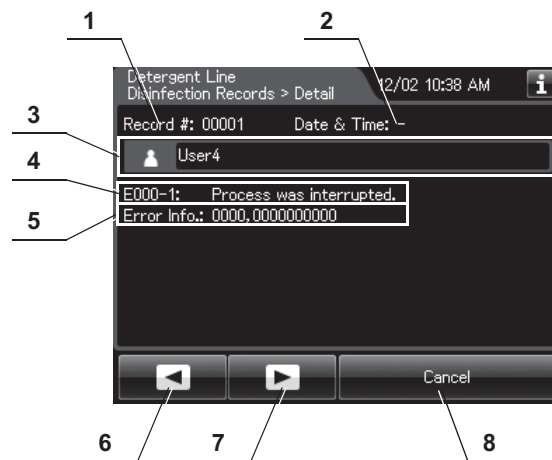 1
2
Detergent Line
Disinfection Records > Detail
12/02 10:38 AM
i
3
Record #: 00001
Date & Time: -
User4
4
E000-1: Process was interrupted.
5
Error Info.: 0000,0000000000
Cancel
6
7
8